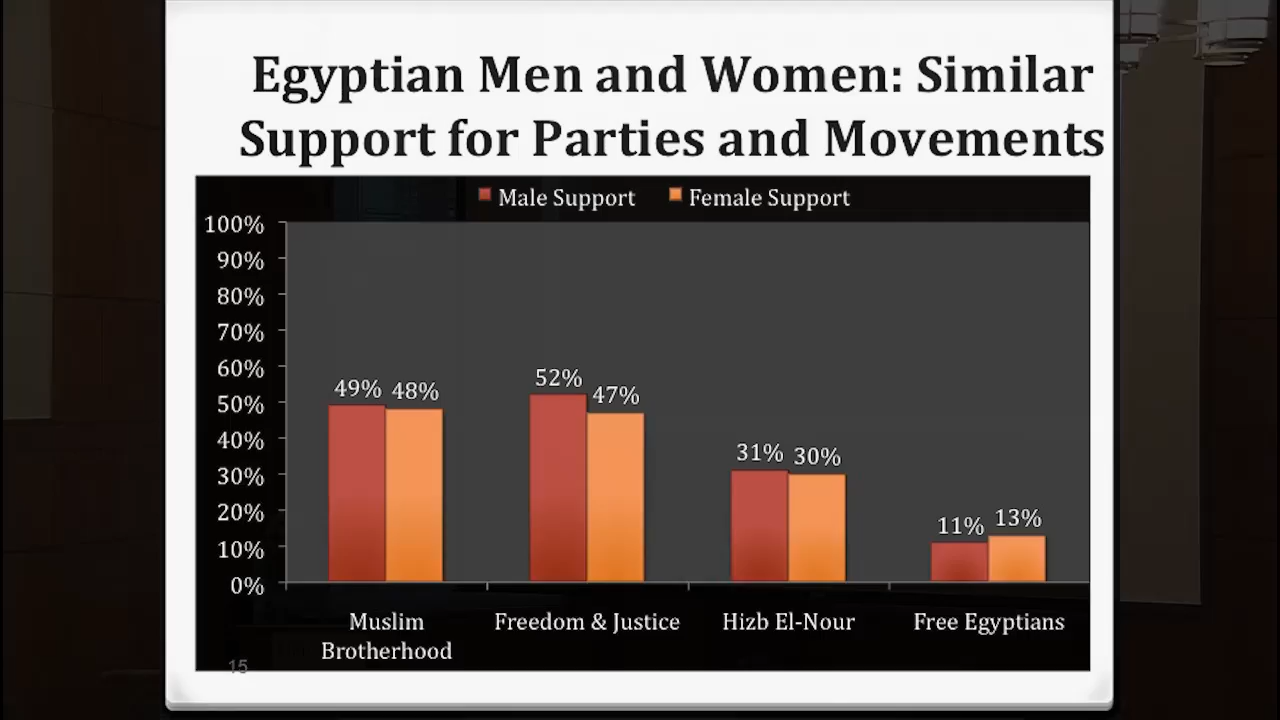 Egyptian Men and Women: Similar
Support for Parties and Movements
Male Support Female Support
100%
90%
80%
70%
60%
50%
40%
30%
20%
10%
0%
49% 48%
52% 47%
31% 30%
11% 13%
Muslim
Brotherhood
Freedom & Justice
Hizb El-Nour
Free Egyptians
15